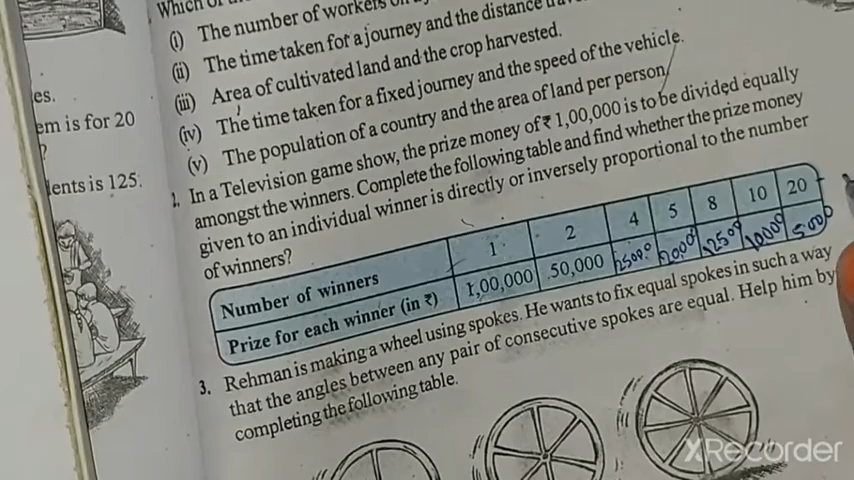 Which of
(i) The number of workers on
(ii) The time taken for a journey and the distance
(iii) Area of cultivated land and the crop harvested.
(iv) The time taken for a fixed journey and the speed of the vehicle.
(v) The population of a country and the area of land per person.
es.
em is for 20
?
lents is 125.
In a Television game show, the prize money of ₹ 1,00,000 is to be divided equally
amongst the winners. Complete the following table and find whether the prize money
given to an individual winner is directly or inversely proportional to the number
of winners?
Number of winners 1 2 4 5 8 10 20
Prize for each winner (in ₹) 1,00,000 50,000 25000 20000 12500 10000 5000
3. Rehman is making a wheel using spokes. He wants to fix equal spokes in such a way
that the angles between any pair of consecutive spokes are equal. Help him by
completing the following table.
XRecorder